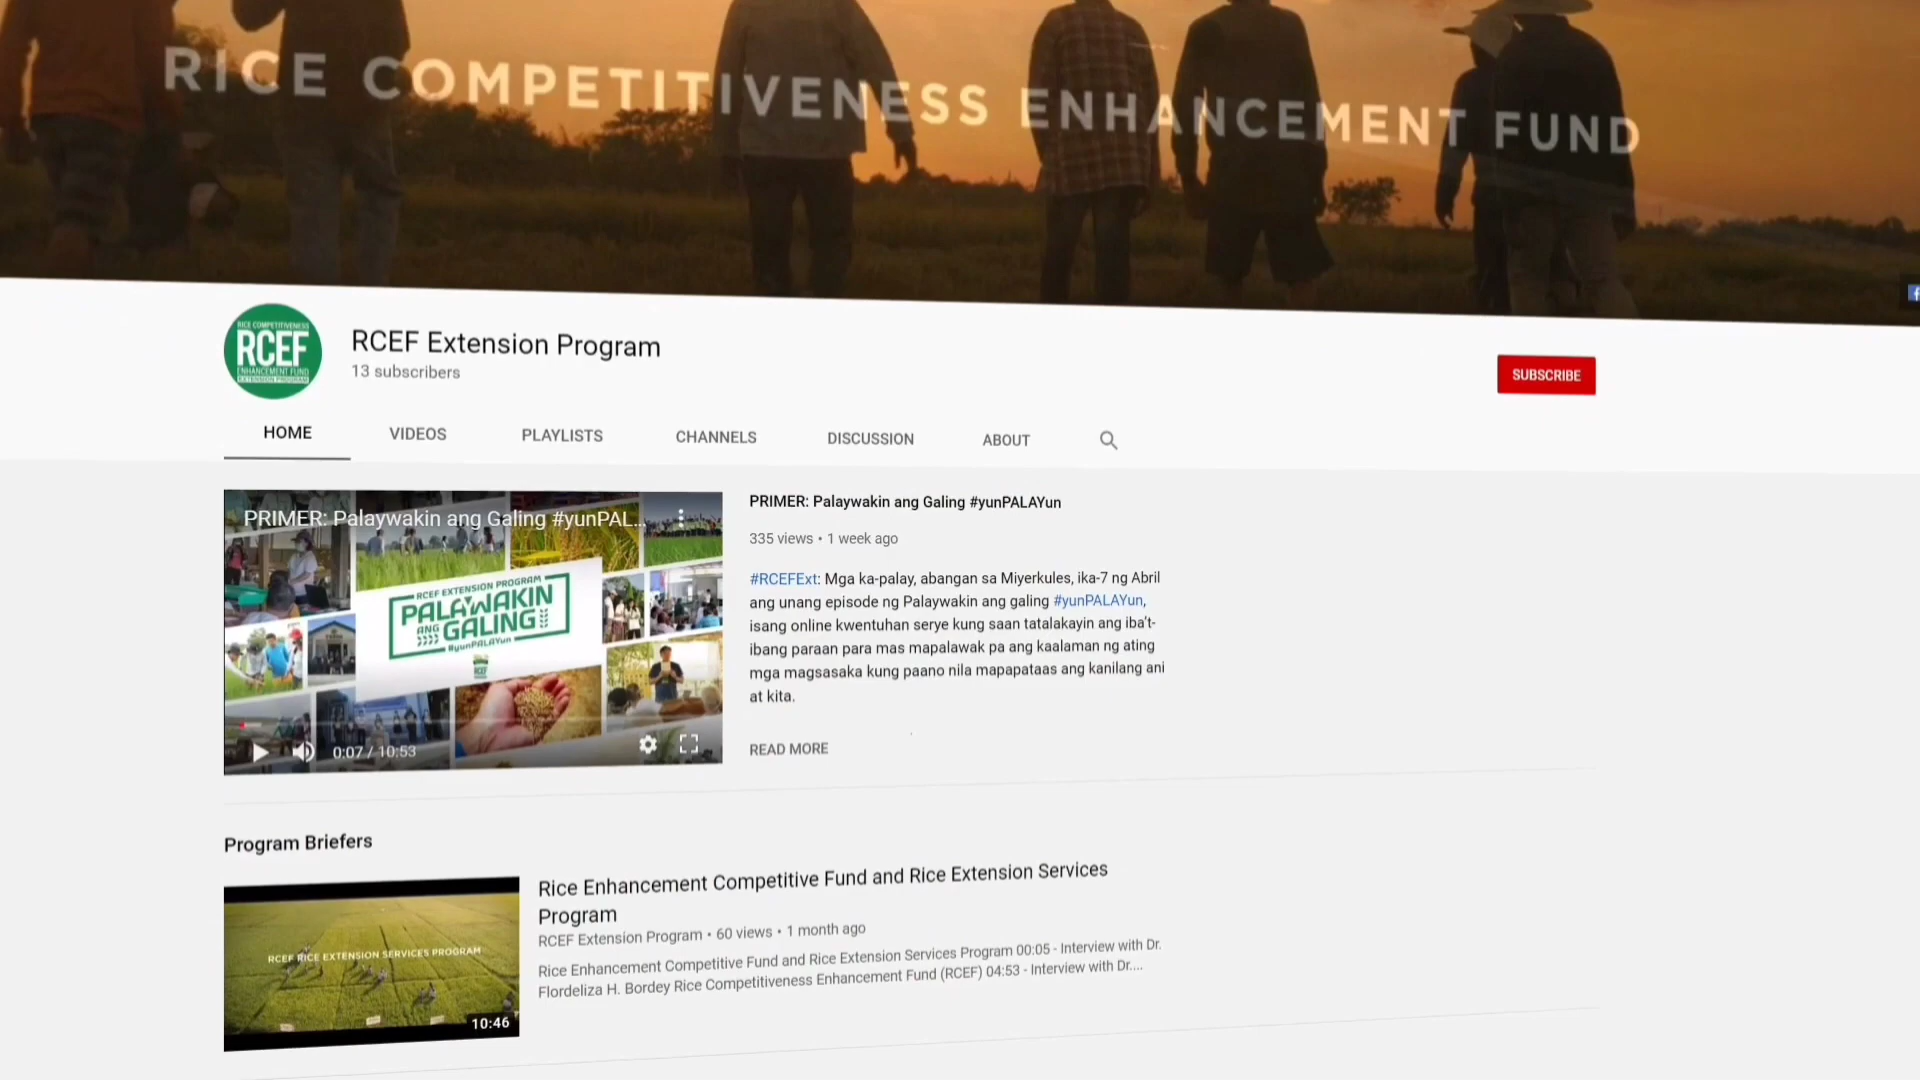 RICE COMPETITIVENESS ENHANCEMENT FUND
RICE COMPETITIVENESS
RCEF
ENHANCEMENT FUND
EXTENSION PROGRAM
RCEF Extension Program
13 subscribers
SUBSCRIBE
HOME
VIDEOS
PLAYLISTS
CHANNELS
DISCUSSION
ABOUT
PRIMER: Palaywakin ang Galing #yunPAL...
RCEF EXTENSION PROGRAM
PALAYWAKIN
ANG
GALING
#yunPALAYun
0:07 / 10:53
PRIMER: Palaywakin ang Galing #yunPALAYun
335 views • 1 week ago
#RCEFExt: Mga ka-palay, abangan sa Miyerkules, ika-7 ng Abril
ang unang episode ng Palaywakin ang galing #yunPALAYun,
isang online kwentuhan serye kung saan tatalakayin ang iba't-
ibang paraan para mas mapalawak pa ang kaalaman ng ating
mga magsasaka kung paano nila mapapataas ang kanilang ani
at kita.
READ MORE
Program Briefers
RCEF RICE EXTENSION SERVICES PROGRAM
10:46
Rice Enhancement Competitive Fund and Rice Extension Services
Program
RCEF Extension Program • 60 views • 1 month ago
Rice Enhancement Competitive Fund and Rice Extension Services Program 00:05 - Interview with Dr.
Flordeliza H. Bordey Rice Competitiveness Enhancement Fund (RCEF) 04:53 - Interview with Dr....